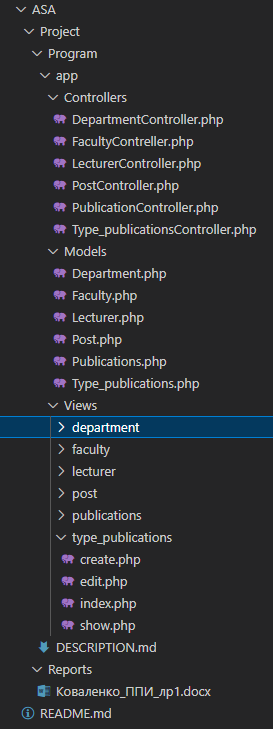 ASA
Project
Program
app
Controllers
DepartmentController.php
FacultyContreller.php
LecturerController.php
PostController.php
PublicationController.php
Type_publicationsController.php
Models
Department.php
Faculty.php
Lecturer.php
Post.php
Publications.php
Type_publications.php
Views
department
faculty
lecturer
post
publications
type_publications
create.php
edit.php
index.php
show.php
DESCRIPTION.md
Reports
Коваленко_ППИ_лр1.docx
README.md